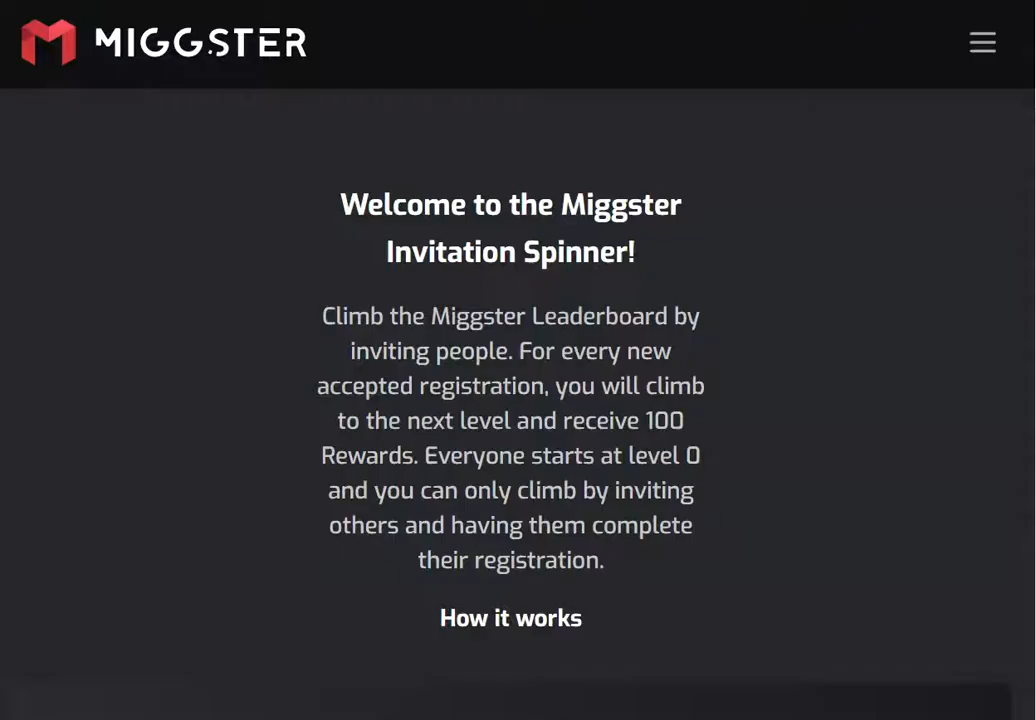 MIGGSTER
Welcome to the Miggster
Invitation Spinner!
Climb the Miggster Leaderboard by
inviting people. For every new
accepted registration, you will climb
to the next level and receive 100
Rewards. Everyone starts at level 0
and you can only climb by inviting
others and having them complete
their registration.
How it works